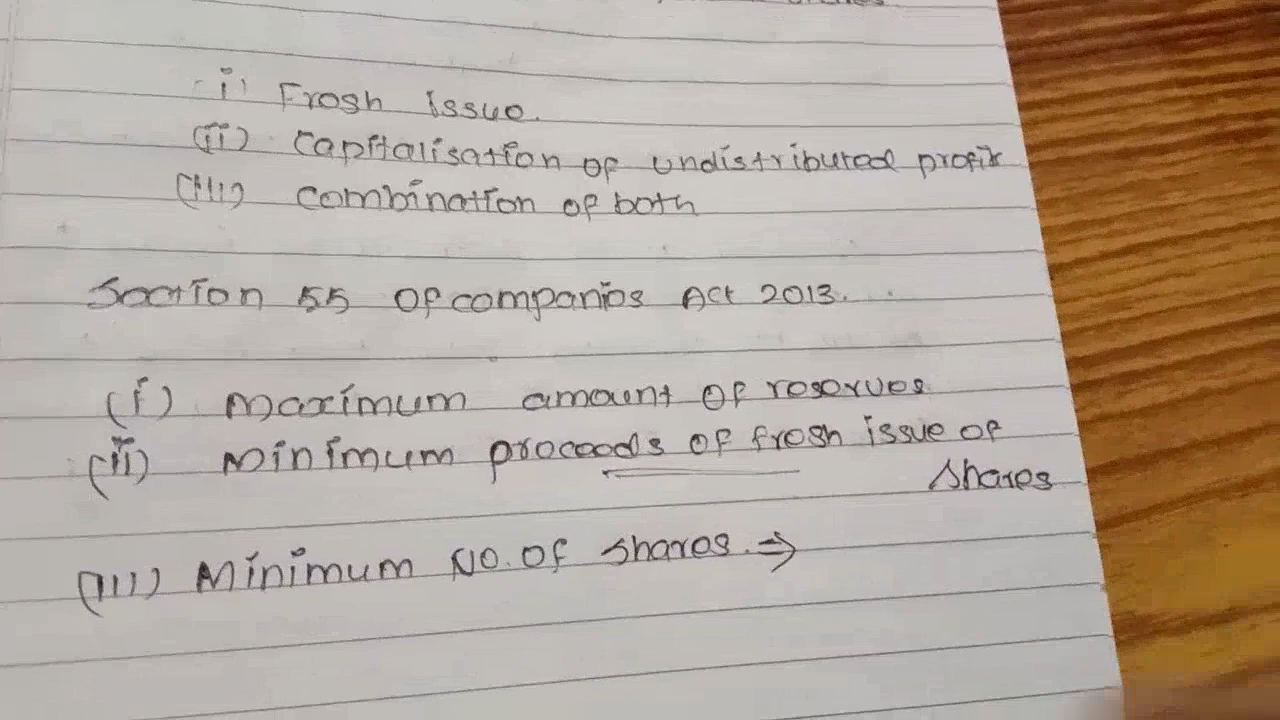 (i) Fresh Issue.
(ii) Capitalisation of undistributed profit
(iii) Combination of both
Section 55 of companies Act 2013.
(i) Maximum amount of reserves
(ii) Minimum proceeds of fresh issue of
shares
(iii) Minimum No. of shares. ⇒